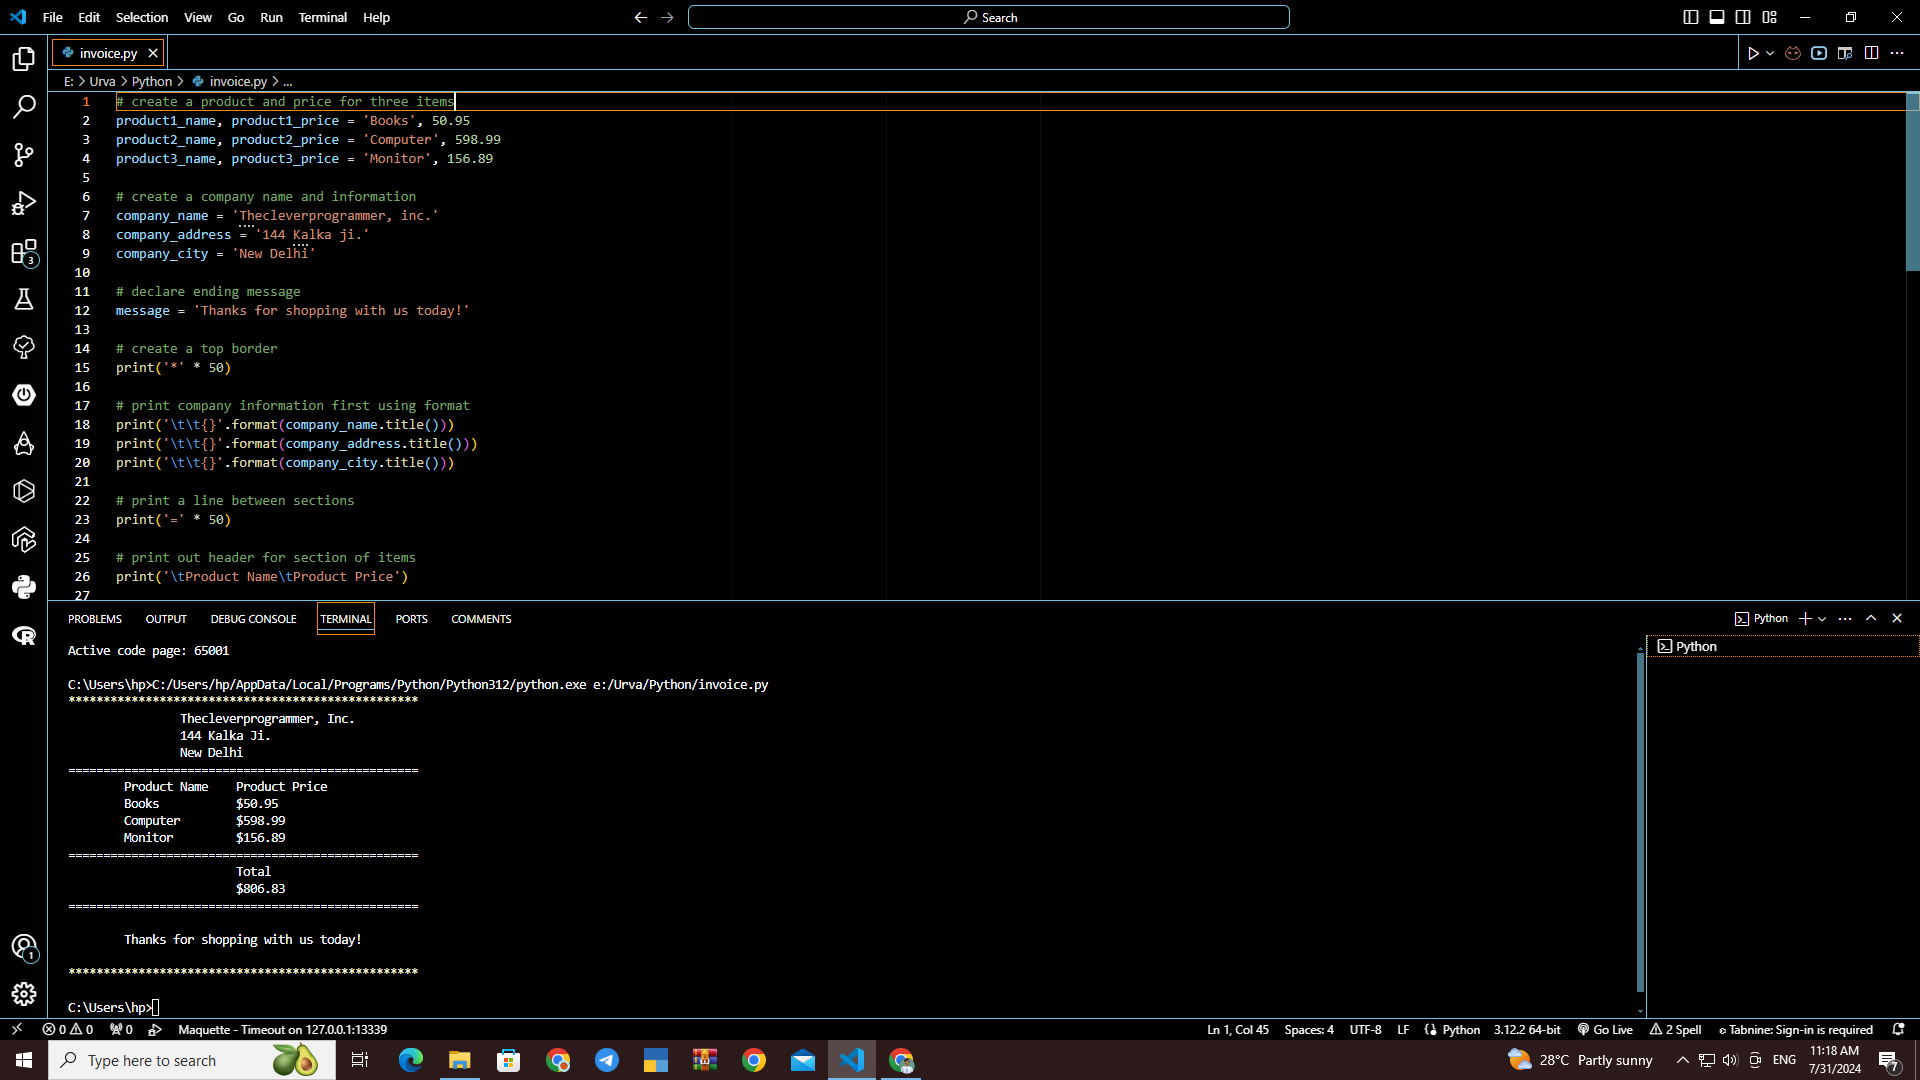 File Edit Selection View Go Run Terminal Help
Search
invoice.py
E: > Urva > Python > invoice.py > ...
1 # create a product and price for three items
2 product1_name, product1_price = 'Books', 50.95
3 product2_name, product2_price = 'Computer', 598.99
4 product3_name, product3_price = 'Monitor', 156.89
5
6 # create a company name and information
7 company_name = 'Thecleverprogrammer, inc.'
8 company_address = '144 Kalka ji.'
9 company_city = 'New Delhi'
10
11 # declare ending message
12 message = 'Thanks for shopping with us today!'
13
14 # create a top border
15 print('*' * 50)
16
17 # print company information first using format
18 print('\t\t{}'.format(company_name.title()))
19 print('\t\t{}'.format(company_address.title()))
20 print('\t\t{}'.format(company_city.title()))
21
22 # print a line between sections
23 print('=' * 50)
24
25 # print out header for section of items
26 print('\tProduct Name\tProduct Price')
27
3
PROBLEMS OUTPUT DEBUG CONSOLE TERMINAL PORTS COMMENTS
Python
Python
Active code page: 65001
C:\Users\hp>C:/Users/hp/AppData/Local/Programs/Python/Python312/python.exe e:/Urva/Python/invoice.py
**************************************************
Thecleverprogrammer, Inc.
144 Kalka Ji.
New Delhi
==================================================
Product Name Product Price
Books $50.95
Computer $598.99
Monitor $156.89
==================================================
Total
$806.83
==================================================
Thanks for shopping with us today!
**************************************************
C:\Users\hp>
1
0 0 0 Maquette - Timeout on 127.0.0.1:13339 Ln 1, Col 45 Spaces: 4 UTF-8 LF Python 3.12.2 64-bit Go Live 2 Spell Tabnine: Sign-in is required
Type here to search 28°C Partly sunny ENG 11:18 AM
7/31/2024 7